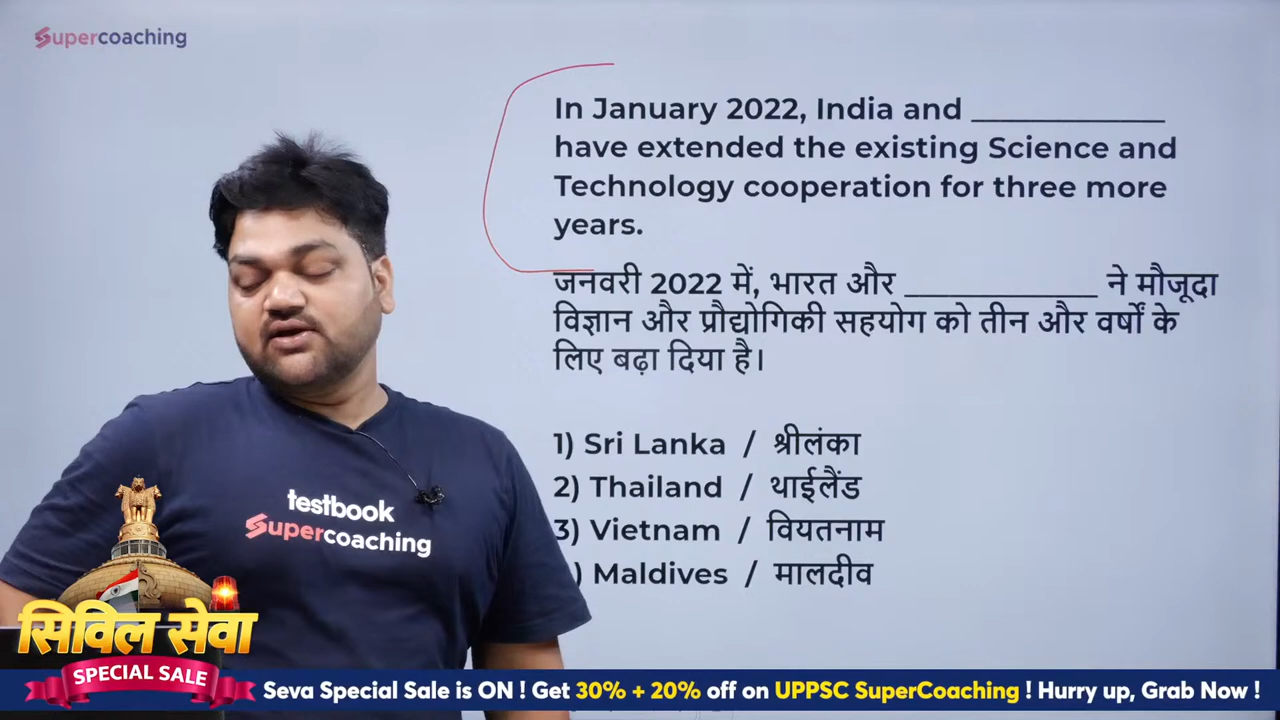 Supercoaching
In January 2022, India and ____________
have extended the existing Science and
Technology cooperation for three more
years.
जनवरी 2022 में, भारत और ____________ ने मौजूदा
विज्ञान और प्रौद्योगिकी सहयोग को तीन और वर्षों के
लिए बढ़ा दिया है।
1) Sri Lanka / श्रीलंका
2) Thailand / थाईलैंड
3) Vietnam / वियतनाम
) Maldives / मालदीव
testbook
Supercoaching
सिविल सेवा
SPECIAL SALE
Seva Special Sale is ON ! Get 30% + 20% off on UPPSC SuperCoaching ! Hurry up, Grab Now !